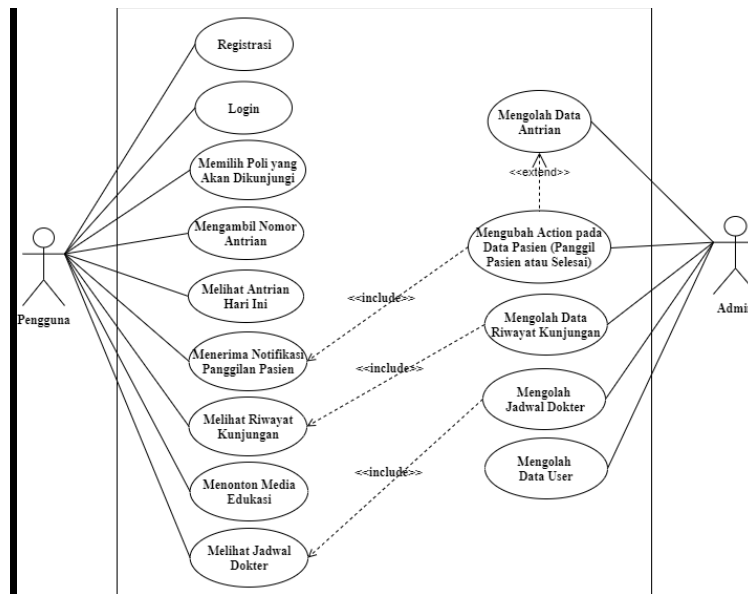 Registrasi
Login
Memilih Poli yang
Akan Dikunjungi
Mengambil Nomor
Antrian
Melihat Antrian
Hari Ini
Menerima Notifikasi
Panggilan Pasien
Melihat Riwayat
Kunjungan
Menonton Media
Edukasi
Melihat Jadwal
Dokter
Pengguna
<<include>>
<<include>>
<<include>>
Mengolah Data
Antrian
<<extend>>
Mengubah Action pada
Data Pasien (Panggil
Pasien atau Selesai)
Mengolah Data
Riwayat Kunjungan
Mengolah
Jadwal Dokter
Mengolah
Data User
Admin